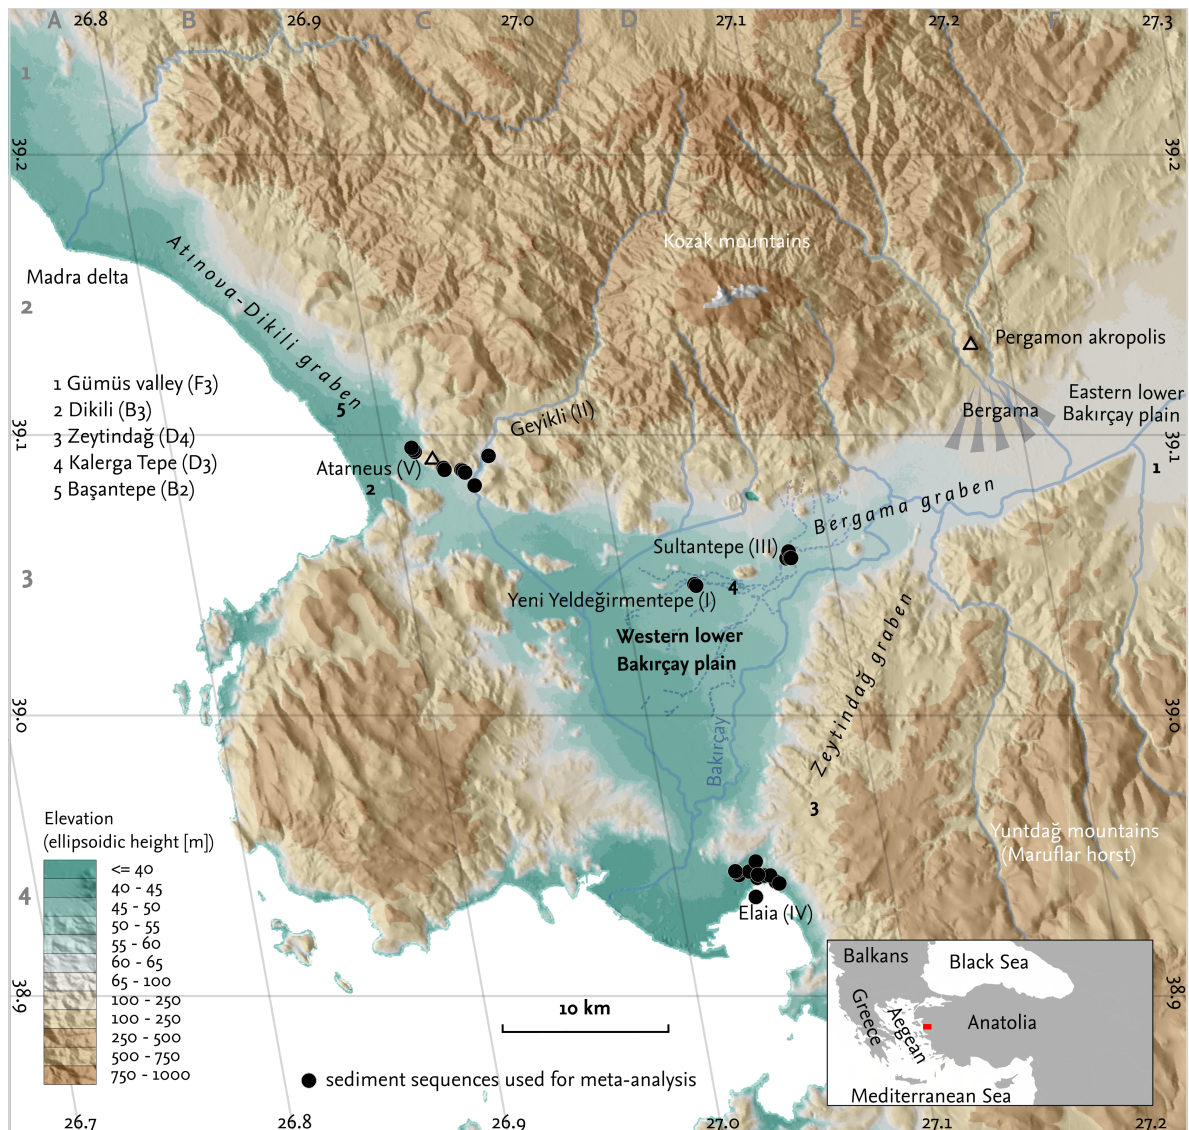 A 26.8 B 26.9 C 27.0 D 27.1 E 27.2 F 27.3
1
39.2
39.2
Kozak mountains
Atınova-Dikili graben
Madra delta
2
Pergamon akropolis
1 Gümüs valley (F3)
2 Dikili (B3)
3 Zeytindağ (D4)
4 Kalerga Tepe (D3)
5 Başantepe (B2)
5
Eastern lower
Bakırçay plain
Bergama
Geyikli (II)
39.1
39.1
Atarneus (V)
1
2
Bergama graben
Sultantepe (III)
3
4
Yeni Yeldeğirmentepe (I)
Western lower
Bakırçay plain
Zeytindağ graben
39.0
39.0
Bakırçay
3
Yuntdağ mountains
(Maruflar horst)
Elevation
(ellipsoidic height [m])
<= 40
40 - 45
45 - 50
50 - 55
55 - 60
60 - 65
65 - 100
100 - 250
100 - 250
250 - 500
500 - 750
750 - 1000
4
Elaia (IV)
38.9
38.9
10 km
sediment sequences used for meta-analysis
Balkans
Black Sea
Greece
Aegean
Anatolia
Mediterranean Sea
26.7 26.8 26.9 27.0 27.1 27.2